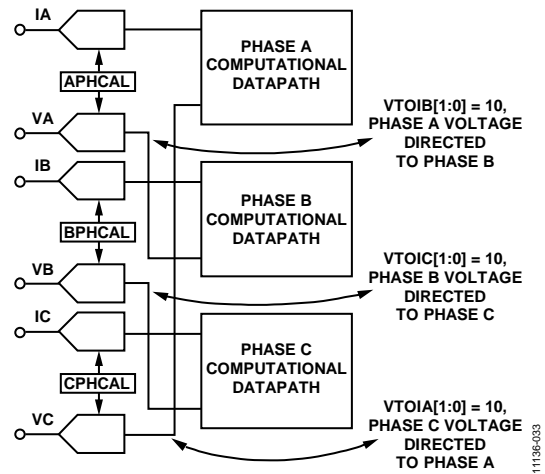 IA
PHASE A
COMPUTATIONAL
DATAPATH
APHCAL
VA
VTOIB[1:0] = 10,
PHASE A VOLTAGE
DIRECTED
TO PHASE B
IB
PHASE B
COMPUTATIONAL
DATAPATH
BPHCAL
VB
VTOIC[1:0] = 10,
PHASE B VOLTAGE
DIRECTED
TO PHASE C
IC
PHASE C
COMPUTATIONAL
DATAPATH
CPHCAL
VC
VTOIA[1:0] = 10,
PHASE C VOLTAGE
DIRECTED
TO PHASE A
11136-033